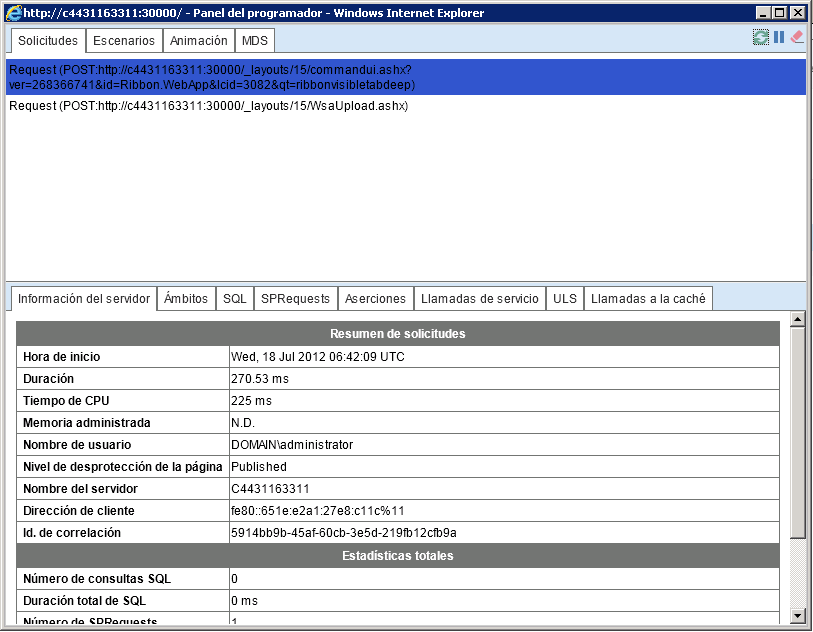 http://c4431163311:30000/ - Panel del programador - Windows Internet Explorer
Solicitudes Escenarios Animación MDS
Request (POST:http://c4431163311:30000/_layouts/15/commandui.ashx?
ver=268366741&id=Ribbon.WebApp&lcid=3082&qt=ribbonvisibletabdeep)
Request (POST:http://c4431163311:30000/_layouts/15/WsaUpload.ashx)
Información del servidor Ámbitos SQL SPRequests Aserciones Llamadas de servicio ULS Llamadas a la caché
Resumen de solicitudes
Hora de inicio Wed, 18 Jul 2012 06:42:09 UTC
Duración 270.53 ms
Tiempo de CPU 225 ms
Memoria administrada N.D.
Nombre de usuario DOMAIN\administrator
Nivel de desprotección de la página Published
Nombre del servidor C4431163311
Dirección de cliente fe80::651e:e2a1:27e8:c11c%11
Id. de correlación 5914bb9b-45af-60cb-3e5d-219fb12cfb9a
Estadísticas totales
Número de consultas SQL 0
Duración total de SQL 0 ms
Número de SPRequests 1